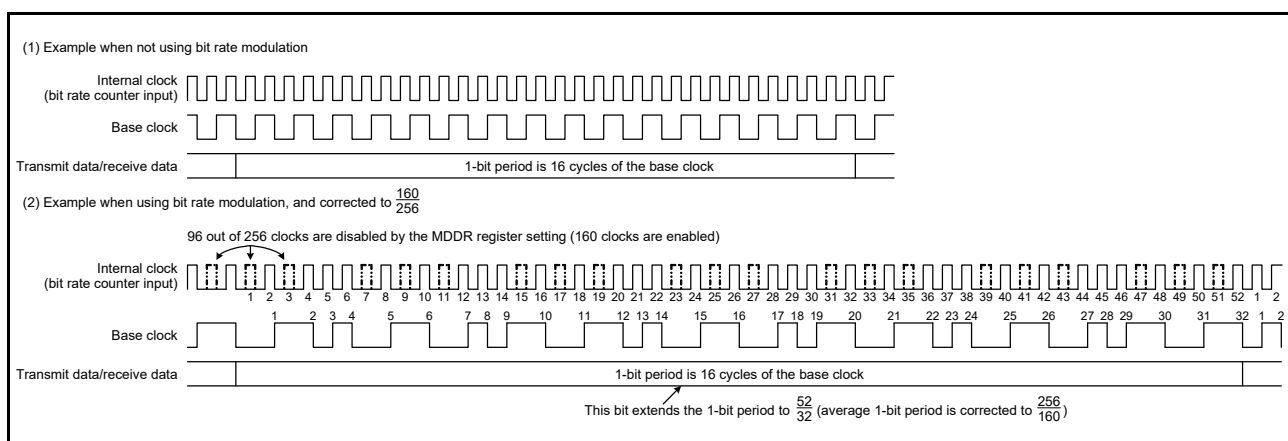 (1) Example when not using bit rate modulation
Internal clock
(bit rate counter input)
Base clock
Transmit data/receive data
1-bit period is 16 cycles of the base clock
(2) Example when using bit rate modulation, and corrected to 160/256
96 out of 256 clocks are disabled by the MDDR register setting (160 clocks are enabled)
Internal clock
(bit rate counter input)
1 2 3 4 5 6 7 8 9 10 11 12 13 14 15 16 17 18 19 20 21 22 23 24 25 26 27 28 29 30 31 32 33 34 35 36 37 38 39 40 41 42 43 44 45 46 47 48 49 50 51 52 1 2
1 2 3 4 5 6 7 8 9 10 11 12 13 14 15 16 17 18 19 20 21 22 23 24 25 26 27 28 29 30 31 32 1 2
Base clock
Transmit data/receive data
1-bit period is 16 cycles of the base clock
This bit extends the 1-bit period to 52/32 (average 1-bit period is corrected to 256/160)